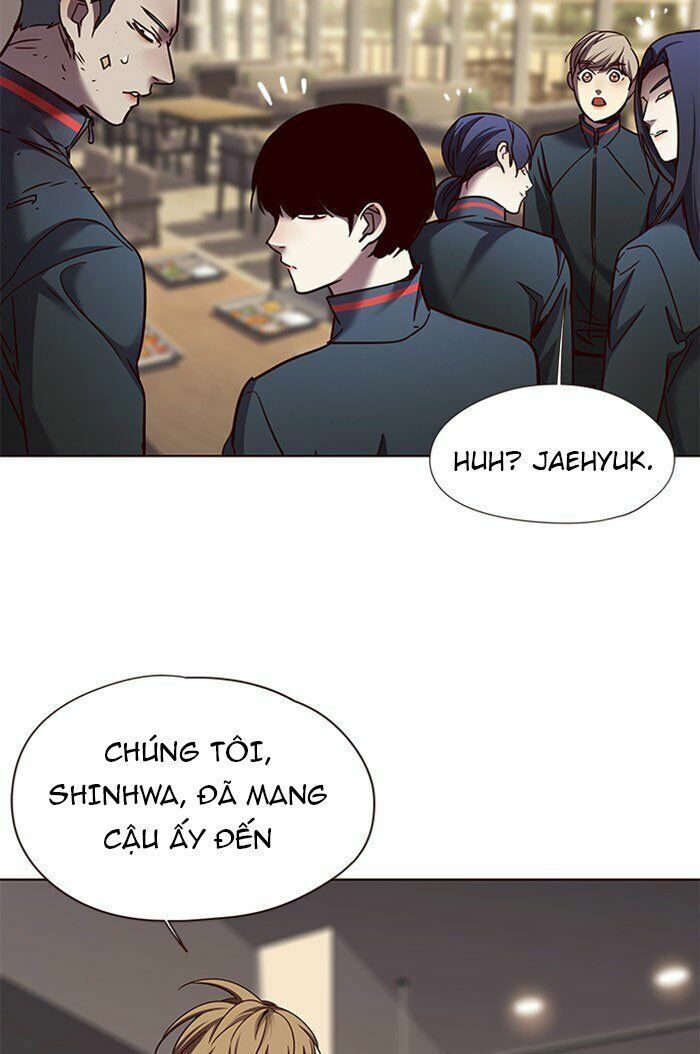 HUH? JAEHYUK.
CHÚNG TÔI,
SHINHWA, ĐÃ MANG
CẬU ẤY ĐẾN